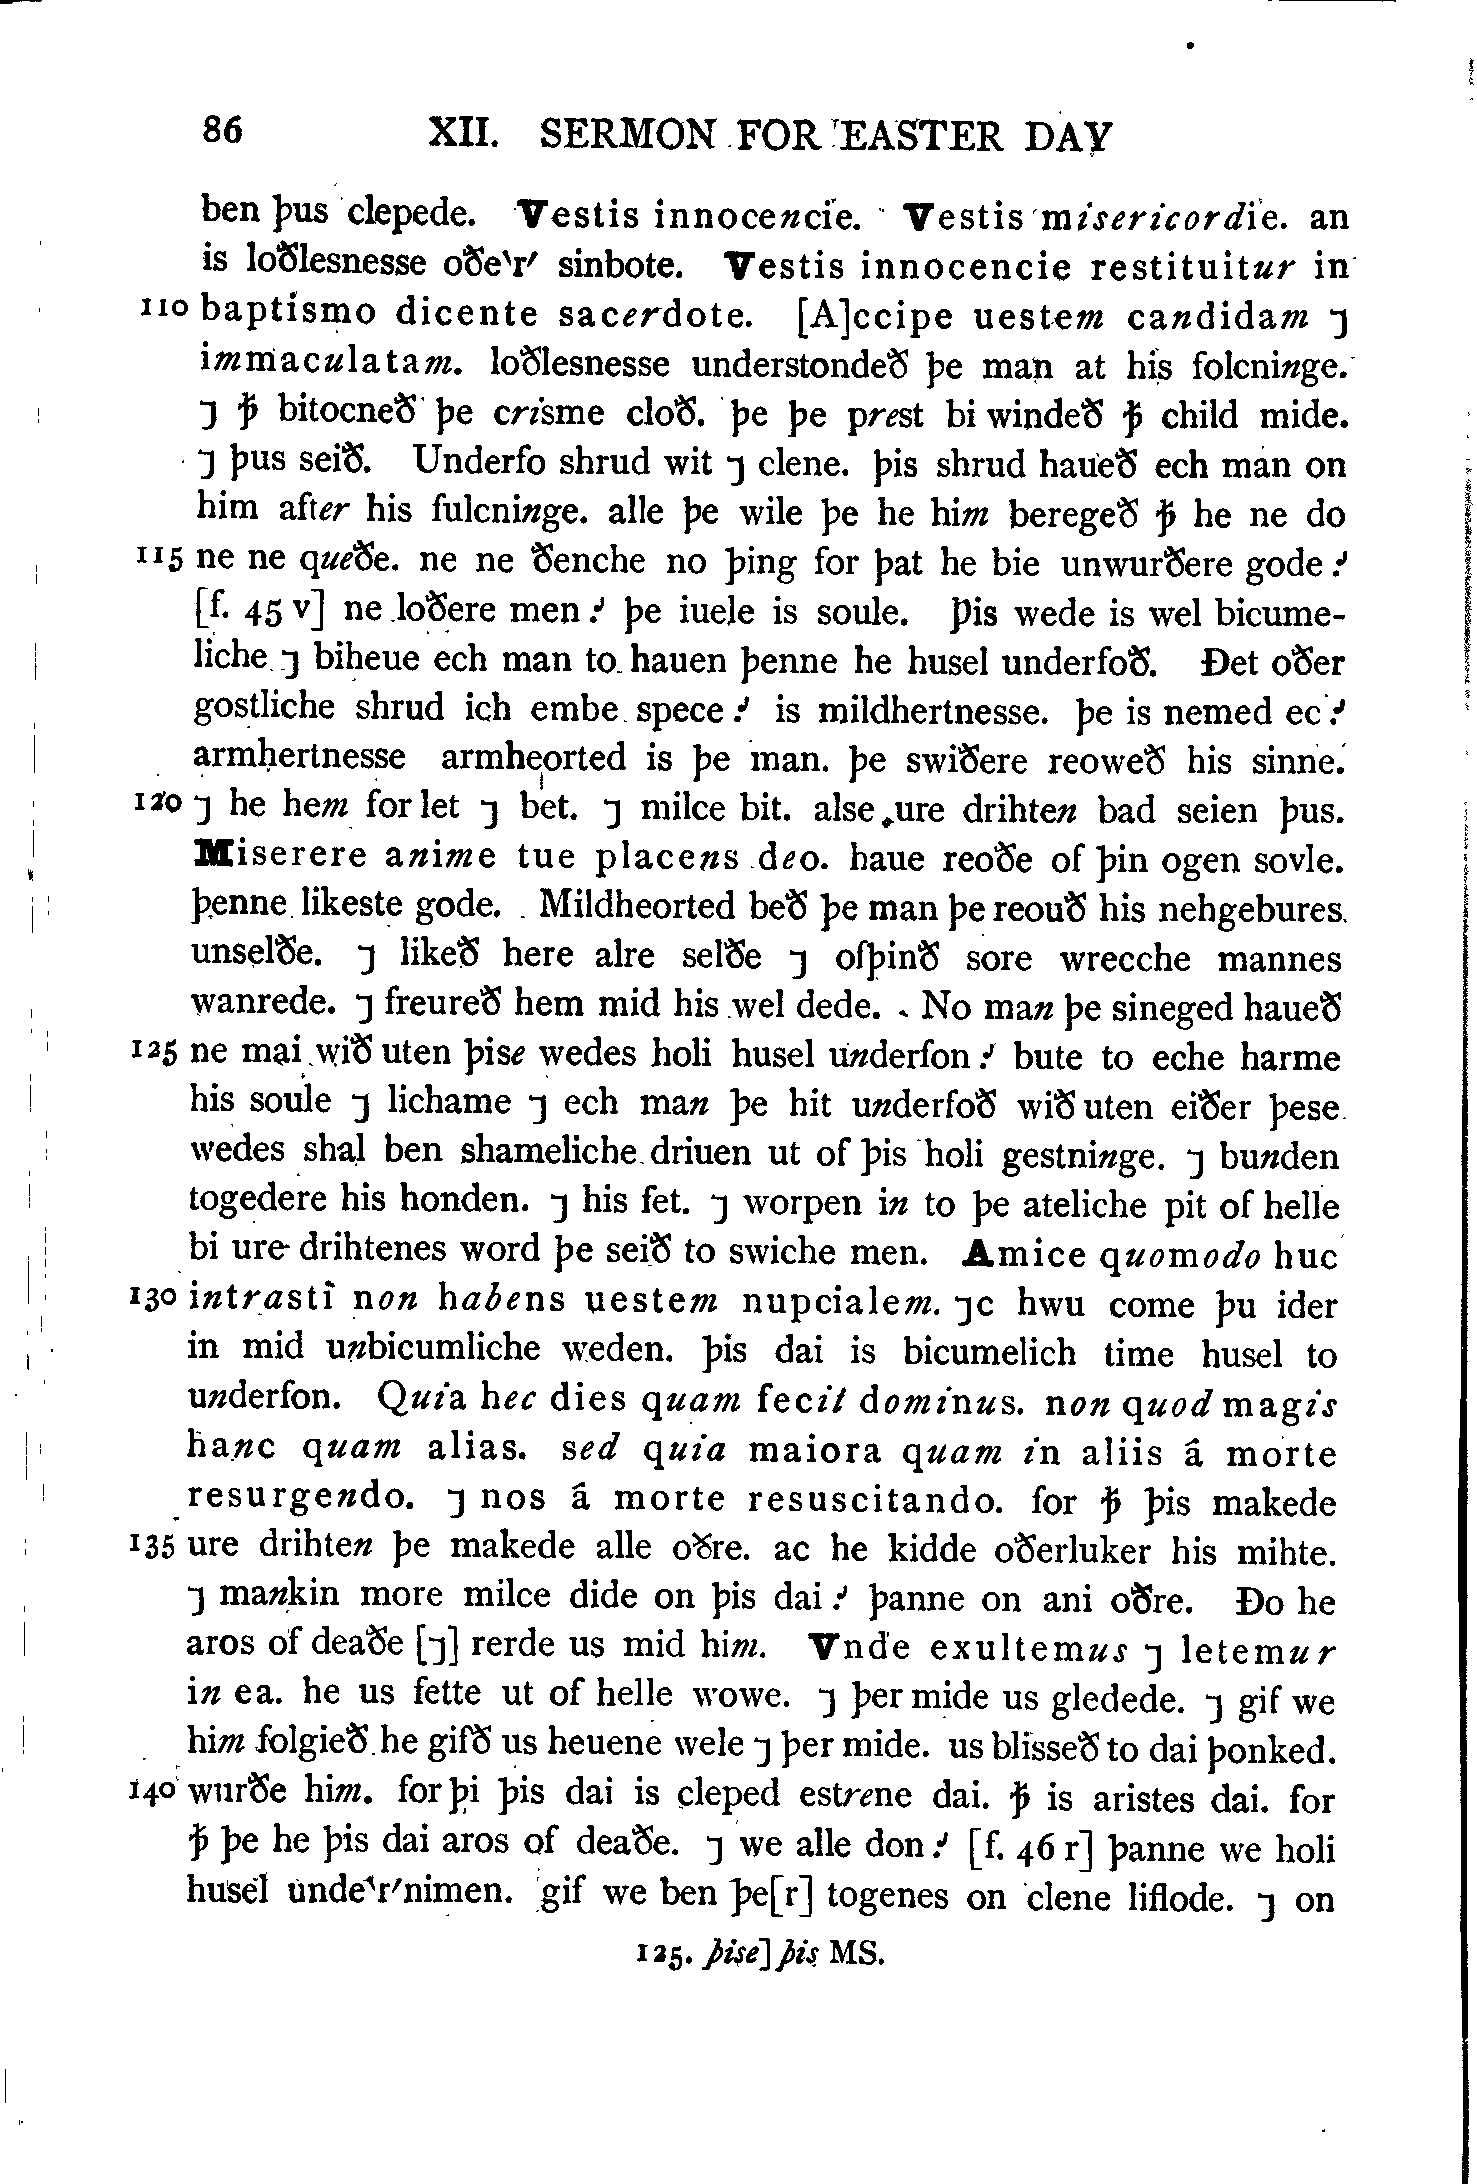 86 XII. SERMON FOR EASTER DAY
ben þus clepede. Vestis innocencie. Vestis misericordie. an
is loðlesnesse oðe`r´ sinbote. Vestis innocencie restituitur in
110 baptismo dicente sacerdote. [A]ccipe uestem candidam ⁊
immaculatam. loðlesnesse understondeð þe man at his folcninge.
⁊ ꝥ bitocneð þe crisme cloð. þe þe prest bi windeð ꝥ child mide.
⁊ þus seið. Underfo shrud wit ⁊ clene. þis shrud haueð ech man on
him after his fulcninge. alle þe wile þe he him beregeð ꝥ he ne do
115 ne ne queðe. ne ne ðenche no þing for þat he bie unwurðere gode ؛
[f. 45 v] ne loðere men ؛ þe iuele is soule. Þis wede is wel bicume-
liche ⁊ biheue ech man to hauen þenne he husel underfoð. Ðet oðer
gostliche shrud ich embe spece ؛ is mildhertnesse. þe is nemed ec ؛
armhertnesse armheorted is þe man. þe swiðere reoweð his sinne.
120 ⁊ he hem for let ⁊ bet. ⁊ milce bit. alse ure drihten bad seien þus.
Miserere anime tue placens deo. haue reoðe of þin ogen sovle.
þenne likeste gode. Mildheorted beð þe man þe reouð his nehgebures
unselðe. ⁊ likeð here alre selðe ⁊ ofþinð sore wrecche mannes
wanrede. ⁊ freureð hem mid his wel dede. No man þe sineged haueð
125 ne mai wið uten þise wedes holi husel underfon ؛ bute to eche harme
his soule ⁊ lichame ⁊ ech man þe hit underfoð wið uten eiðer þese
wedes shal ben shameliche driuen ut of þis holi gestninge. ⁊ bunden
togedere his honden. ⁊ his fet. ⁊ worpen in to þe ateliche pit of helle
bi ure drihtenes word þe seið to swiche men. Amice quomodo huc
130 intrasti non habens uestem nupcialem. ⁊c hwu come þu ider
in mid unbicumliche weden. þis dai is bicumelich time husel to
underfon. Quia hec dies quam fecit dominus. non quod magis
hanc quam alias. sed quia maiora quam in aliis á morte
resurgendo. ⁊ nos á morte resuscitando. for ꝥ þis makede
135 ure drihten þe makede alle oðre. ac he kidde oðerluker his mihte.
⁊ mankin more milce dide on þis dai ؛ þanne on ani oðre. Ðo he
aros of deaðe [⁊] rerde us mid him. Vnde exultemus ⁊ letemur
in ea. he us fette ut of helle wowe. ⁊ þer mide us gledede. ⁊ gif we
him folgieð he gifð us heuene wele ⁊ þer mide. us blisseð to dai þonked.
140 wurðe him. for þi þis dai is cleped estrene dai. ꝥ is aristes dai. for
ꝥ þe he þis dai aros of deaðe. ⁊ we alle don ؛ [f. 46 r] þanne we holi
husel unde`r´nimen. gif we ben þe[r] togenes on clene liflode. ⁊ on
125. þise] þis MS.